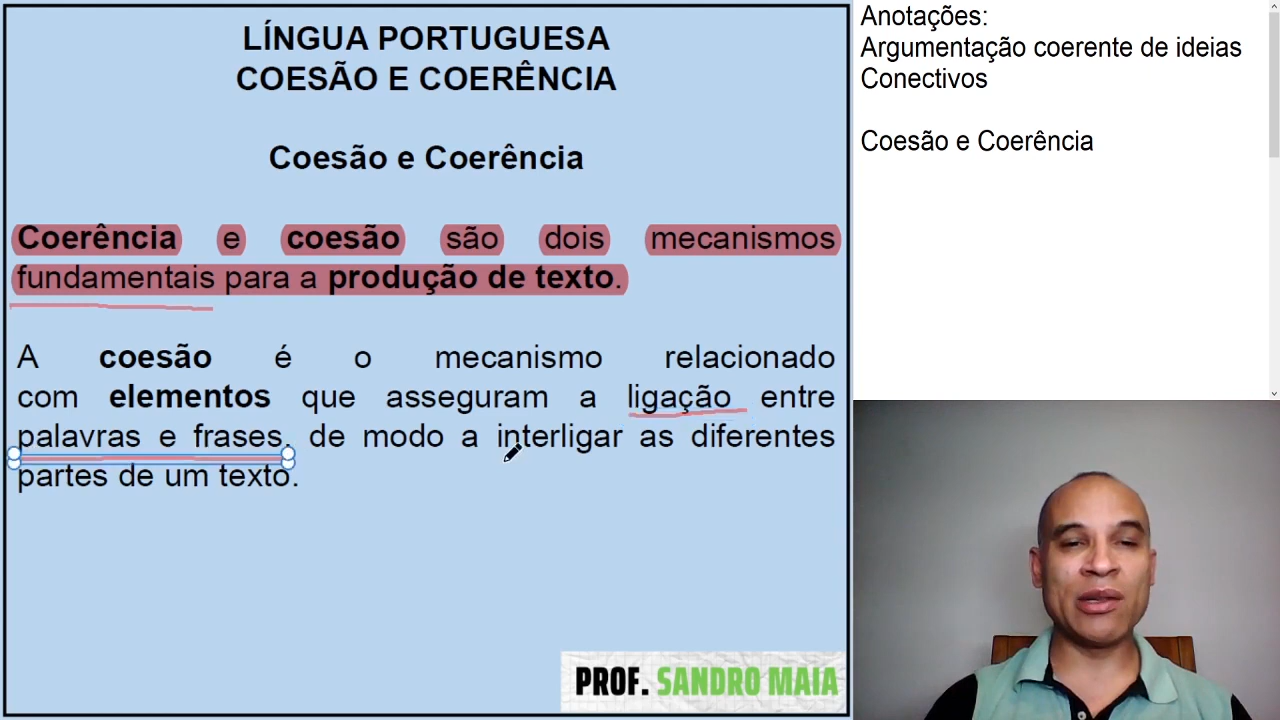 LÍNGUA PORTUGUESA
COESÃO E COERÊNCIA
Coesão e Coerência
Coerência e coesão são dois mecanismos
fundamentais para a produção de texto.
A coesão é o mecanismo relacionado
com elementos que asseguram a ligação entre
palavras e frases, de modo a interligar as diferentes
partes de um texto.
PROF. SANDRO MAIA
Anotações:
Argumentação coerente de ideias
Conectivos
Coesão e Coerência